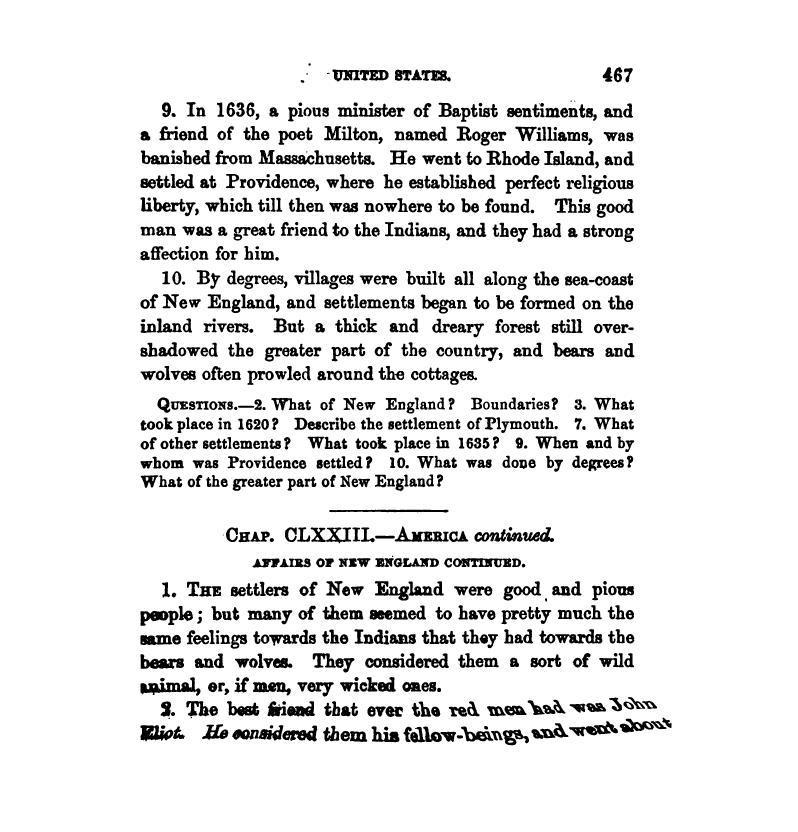 UNITED STATES. 467
9. In 1636, a pious minister of Baptist sentiments, and
a friend of the poet Milton, named Roger Williams, was
banished from Massachusetts. He went to Rhode Island, and
settled at Providence, where he established perfect religious
liberty, which till then was nowhere to be found. This good
man was a great friend to the Indians, and they had a strong
affection for him.
10. By degrees, villages were built all along the sea-coast
of New England, and settlements began to be formed on the
inland rivers. But a thick and dreary forest still over-
shadowed the greater part of the country, and bears and
wolves often prowled around the cottages.
QUESTIONS.—2. What of New England? Boundaries? 3. What
took place in 1620? Describe the settlement of Plymouth. 7. What
of other settlements? What took place in 1635? 9. When and by
whom was Providence settled? 10. What was done by degrees?
What of the greater part of New England?
CHAP. CLXXIII.—AMERICA continued.
AFFAIRS OF NEW ENGLAND CONTINUED.
1. THE settlers of New England were good and pious
people; but many of them seemed to have pretty much the
same feelings towards the Indians that they had towards the
bears and wolves. They considered them a sort of wild
animal, or, if men, very wicked ones.
2. The best friend that ever the red men had was John
Eliot. He considered them his fellow-beings, and went about